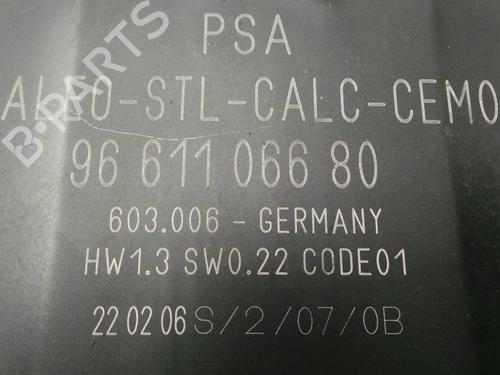 PSA
ALEO-STL-CALC-CEMO
96 611 066 80
603.006 - GERMANY
HW1.3 SW0.22 CODE01
22 02 06 S/2/07/0B
B-PARTS